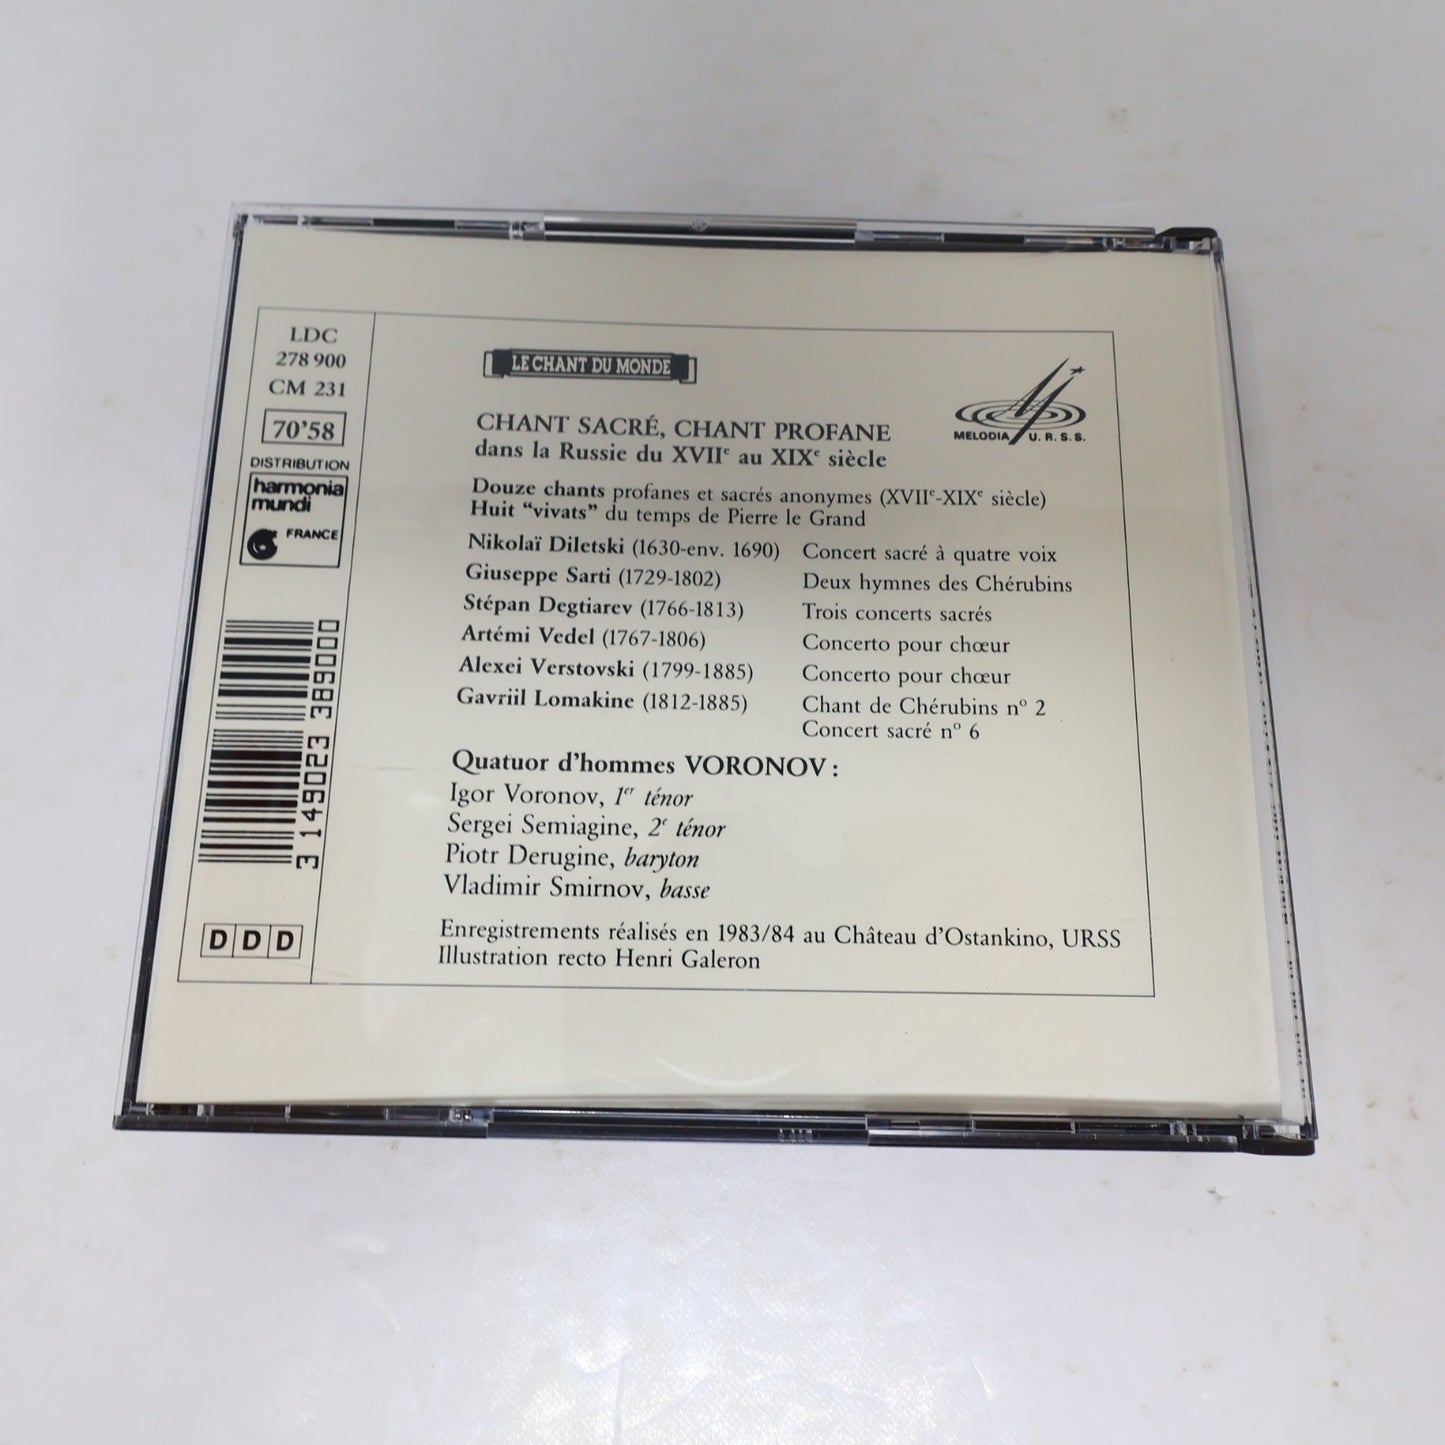 LDC
278 900
CM 231
70'58
DISTRIBUTION
harmonia
mundi
FRANCE
3 149023 389000
D D D
LE CHANT DU MONDE
MELODIA U.R.S.S.
CHANT SACRÉ, CHANT PROFANE
dans la Russie du XVIIe au XIXe siècle
Douze chants profanes et sacrés anonymes (XVIIe-XIXe siècle)
Huit “vivats” du temps de Pierre le Grand
Nikolaï Diletski (1630-env. 1690) Concert sacré à quatre voix
Giuseppe Sarti (1729-1802) Deux hymnes des Chérubins
Stépan Degtiarev (1766-1813) Trois concerts sacrés
Artémi Vedel (1767-1806) Concerto pour chœur
Alexei Verstovski (1799-1885) Concerto pour chœur
Gavriil Lomakine (1812-1885) Chant de Chérubins nº 2
Concert sacré nº 6
Quatuor d'hommes VORONOV :
Igor Voronov, 1er ténor
Sergei Semiagine, 2e ténor
Piotr Derugine, baryton
Vladimir Smirnov, basse
Enregistrements réalisés en 1983/84 au Château d'Ostankino, URSS
Illustration recto Henri Galeron